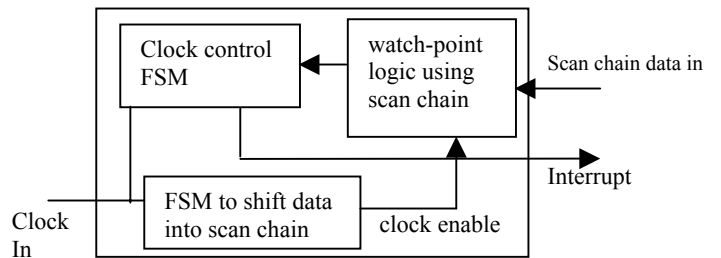 Clock control
FSM
watch-point
logic using
scan chain
Scan chain data in
Interrupt
FSM to shift data
into scan chain
clock enable
Clock
In